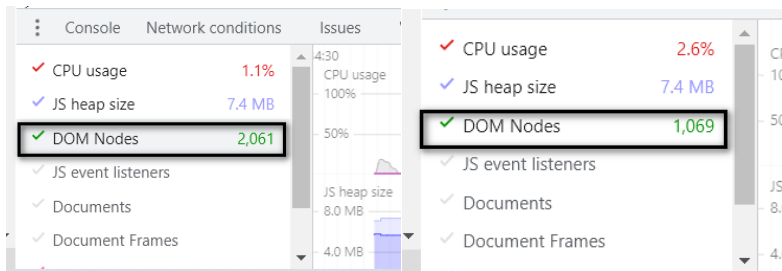 Console Network conditions Issues
CPU usage 1.1%
JS heap size 7.4 MB
DOM Nodes 2,061
JS event listeners
Documents
Document Frames
4:30
CPU usage
100%
50%
JS heap size
8.0 MB
4.0 MB
CPU usage 2.6%
JS heap size 7.4 MB
DOM Nodes 1,069
JS event listeners
Documents
Document Frames